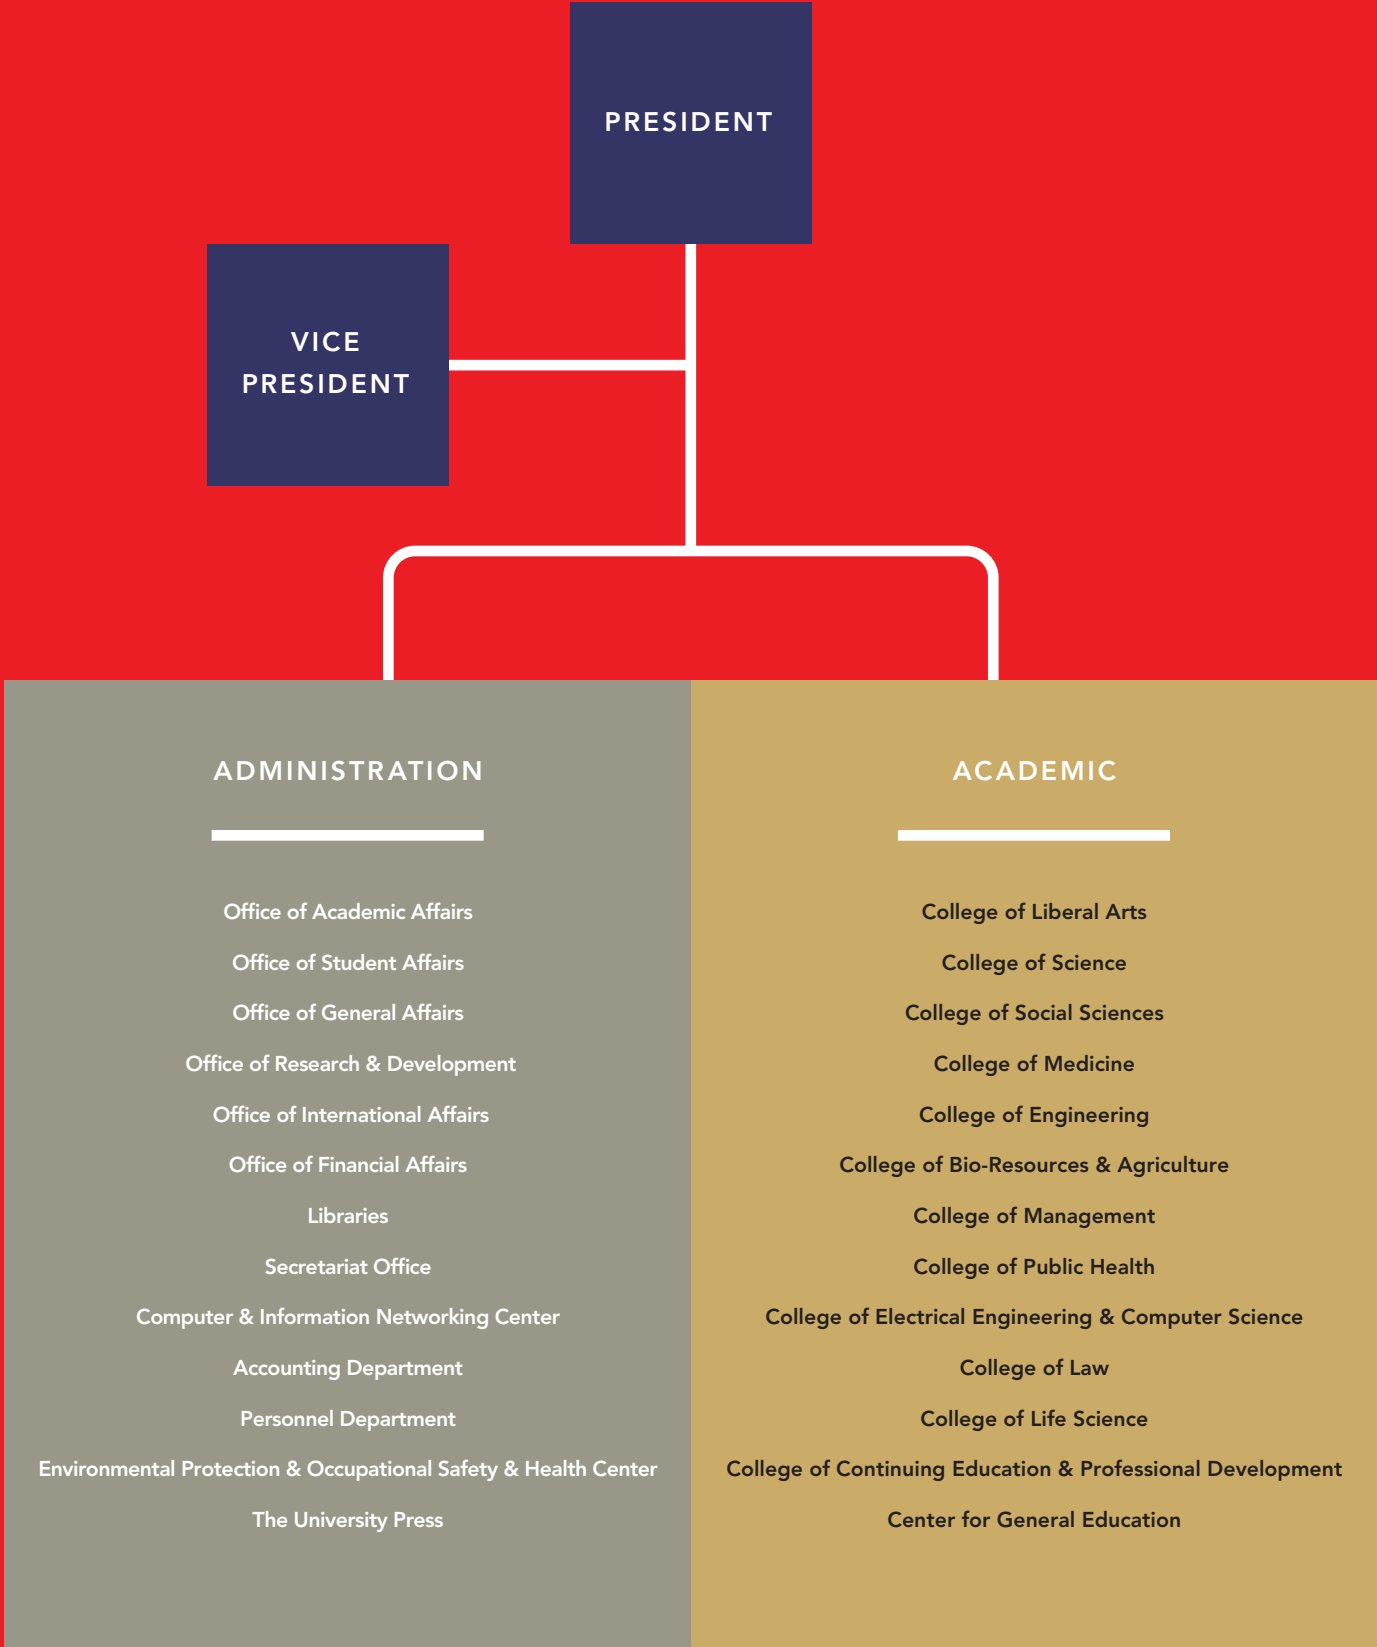 PRESIDENT
VICE
PRESIDENT
ADMINISTRATION
Office of Academic Affairs
Office of Student Affairs
Office of General Affairs
Office of Research & Development
Office of International Affairs
Office of Financial Affairs
Libraries
Secretariat Office
Computer & Information Networking Center
Accounting Department
Personnel Department
Environmental Protection & Occupational Safety & Health Center
The University Press
ACADEMIC
College of Liberal Arts
College of Science
College of Social Sciences
College of Medicine
College of Engineering
College of Bio-Resources & Agriculture
College of Management
College of Public Health
College of Electrical Engineering & Computer Science
College of Law
College of Life Science
College of Continuing Education & Professional Development
Center for General Education